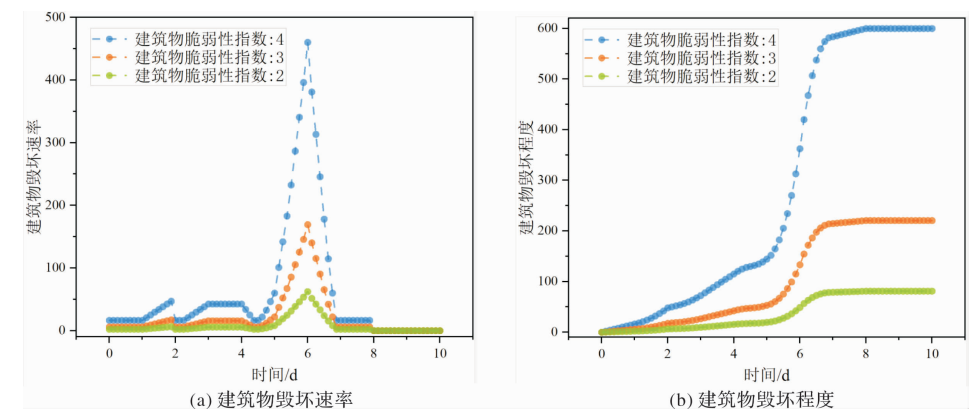 500
400
300
200
100
0
建筑物毁坏速率
建筑物脆弱性指数:4
建筑物脆弱性指数:3
建筑物脆弱性指数:2
0 2 4 6 8 10
时间/d
(a) 建筑物毁坏速率
600
500
400
300
200
100
0
建筑物毁坏程度
建筑物脆弱性指数:4
建筑物脆弱性指数:3
建筑物脆弱性指数:2
0 2 4 6 8 10
时间/d
(b) 建筑物毁坏程度